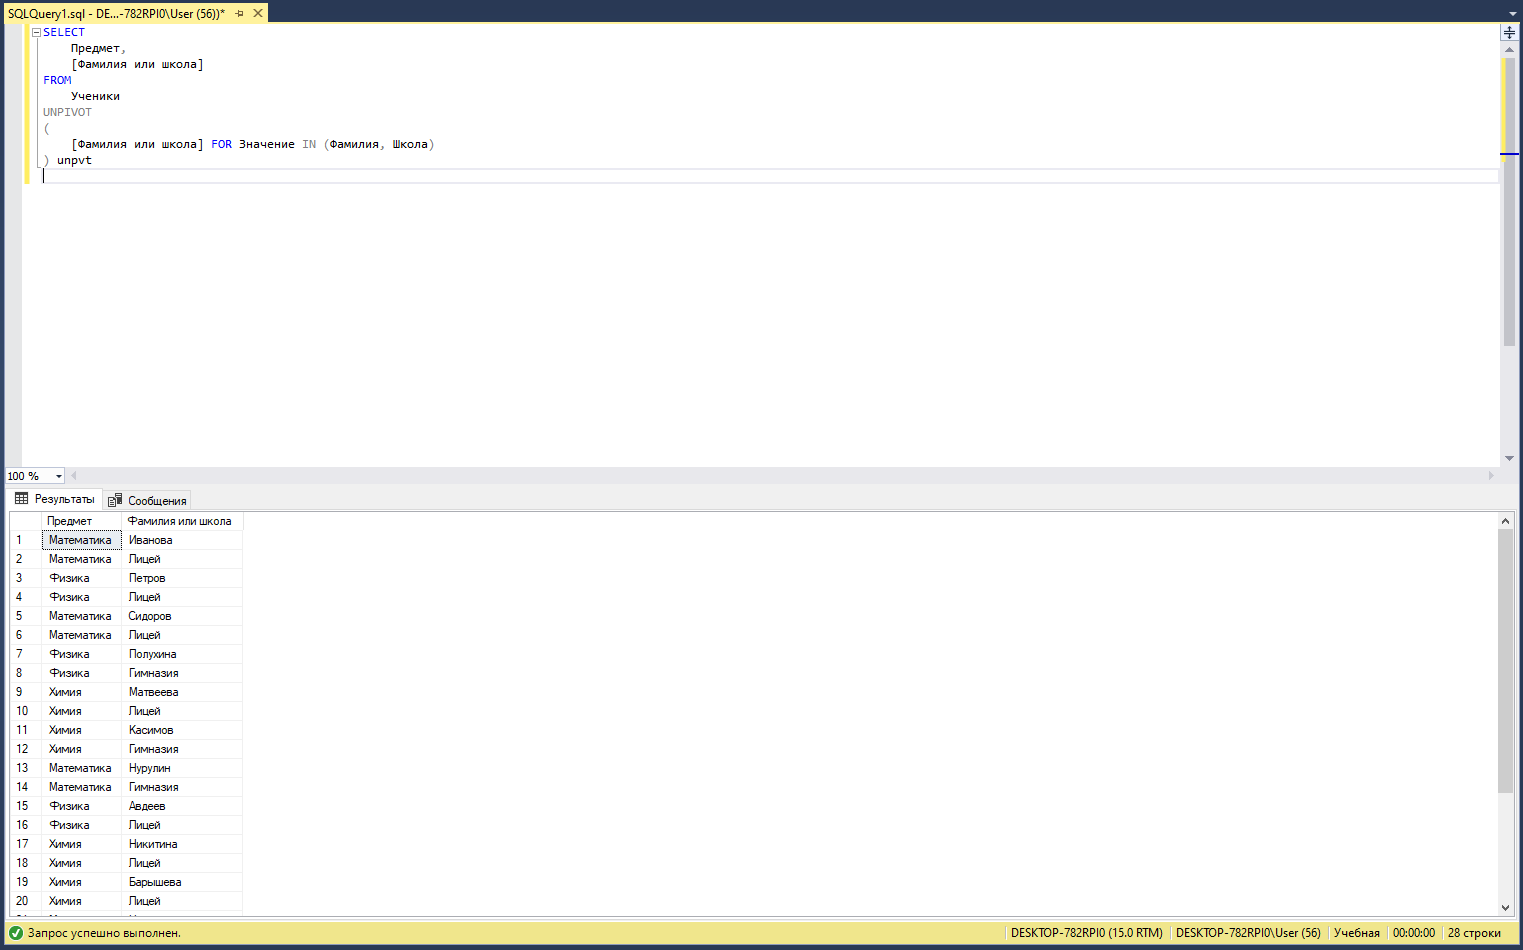 SQLQuery1.sql - DE...-782RPI0\User (56))*
SELECT
Предмет,
[Фамилия или школа]
FROM
Ученики
UNPIVOT
(
[Фамилия или школа] FOR Значение IN (Фамилия, Школа)
) unpvt
100 %
Результаты Сообщения
Предмет Фамилия или школа
1 Математика Иванова
2 Математика Лицей
3 Физика Петров
4 Физика Лицей
5 Математика Сидоров
6 Математика Лицей
7 Физика Полухина
8 Физика Гимназия
9 Химия Матвеева
10 Химия Лицей
11 Химия Касимов
12 Химия Гимназия
13 Математика Нурулин
14 Математика Гимназия
15 Физика Авдеев
16 Физика Лицей
17 Химия Никитина
18 Химия Лицей
19 Химия Барышева
20 Химия Лицей
Запрос успешно выполнен. DESKTOP-782RPI0 (15.0 RTM) DESKTOP-782RPI0\User (56) Учебная 00:00:00 28 строки